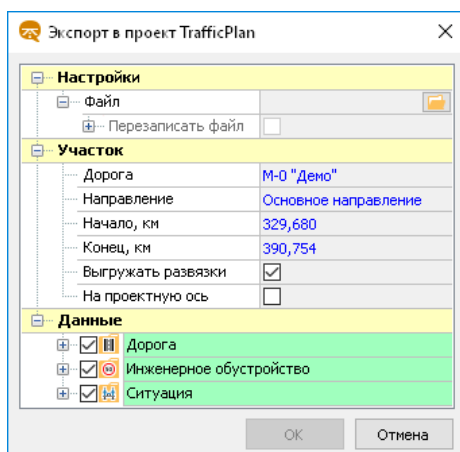 Экспорт в проект TrafficPlan
Настройки
Файл
Перезаписать файл
Участок
Дорога М-0 "Демо"
Направление Основное направление
Начало, км 329,680
Конец, км 390,754
Выгружать развязки
На проектную ось
Данные
Дорога
Инженерное обустройство
Ситуация
ОК Отмена